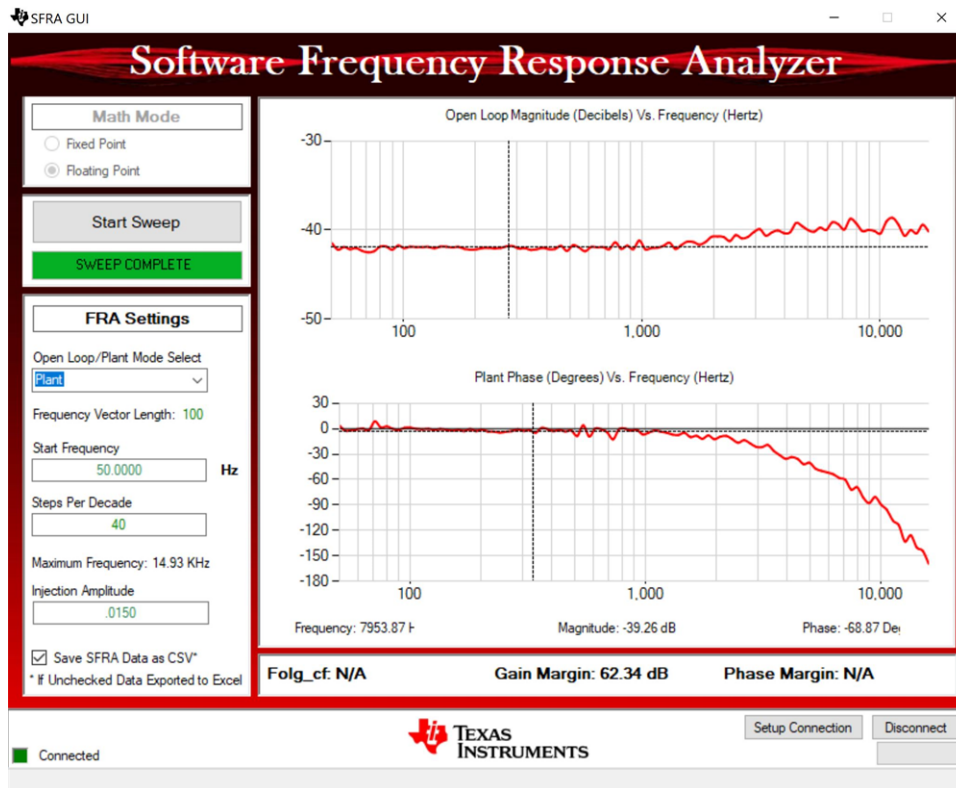 SFRA GUI
Software Frequency Response Analyzer
Math Mode
Fixed Point
Floating Point
Start Sweep
SWEEP COMPLETE
FRA Settings
Open Loop/Plant Mode Select
Plant
Frequency Vector Length: 100
Start Frequency
50.0000 Hz
Steps Per Decade
40
Maximum Frequency: 14.93 KHz
Injection Amplitude
.0150
Save SFRA Data as CSV*
* If Unchecked Data Exported to Excel
Open Loop Magnitude (Decibels) Vs. Frequency (Hertz)
-30
-40
-50
100 1,000 10,000
Plant Phase (Degrees) Vs. Frequency (Hertz)
30
0
-30
-60
-90
-120
-150
-180
100 1,000 10,000
Frequency: 7953.87 H Magnitude: -39.26 dB Phase: -68.87 De
Folg_cf: N/A Gain Margin: 62.34 dB Phase Margin: N/A
Connected
TEXAS
INSTRUMENTS
Setup Connection Disconnect